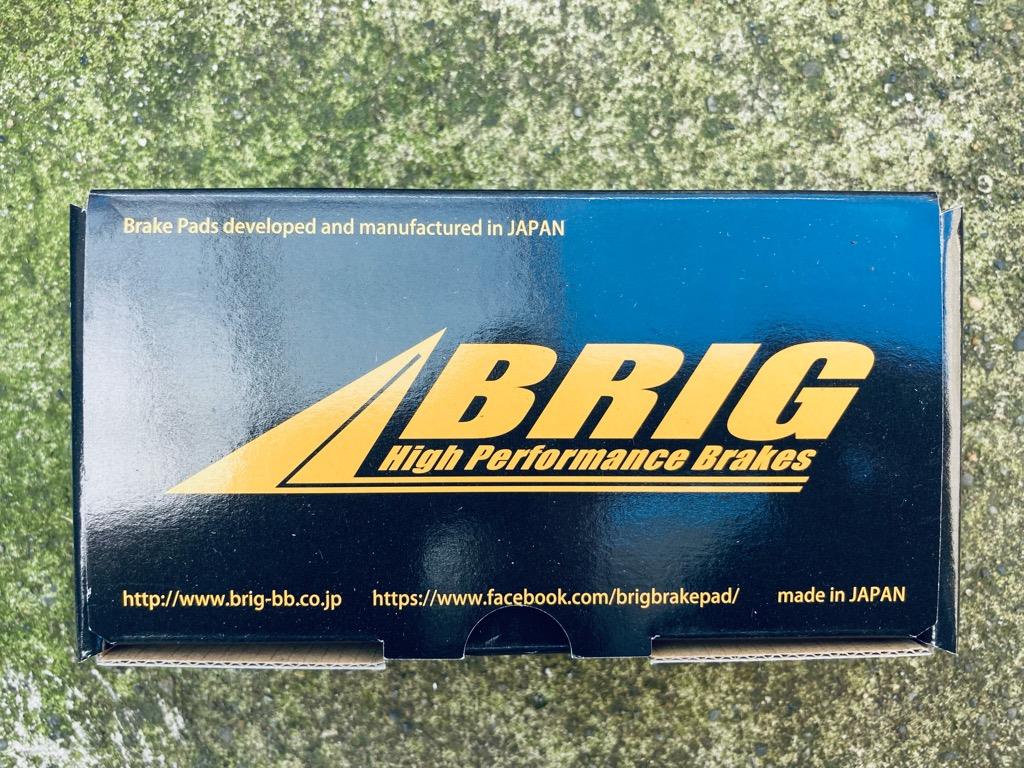 Brake Pads developed and manufactured in JAPAN
BRIG
High Performance Brakes
http://www.brig-bb.co.jp https://www.facebook.com/brigbrakepad/ made in JAPAN